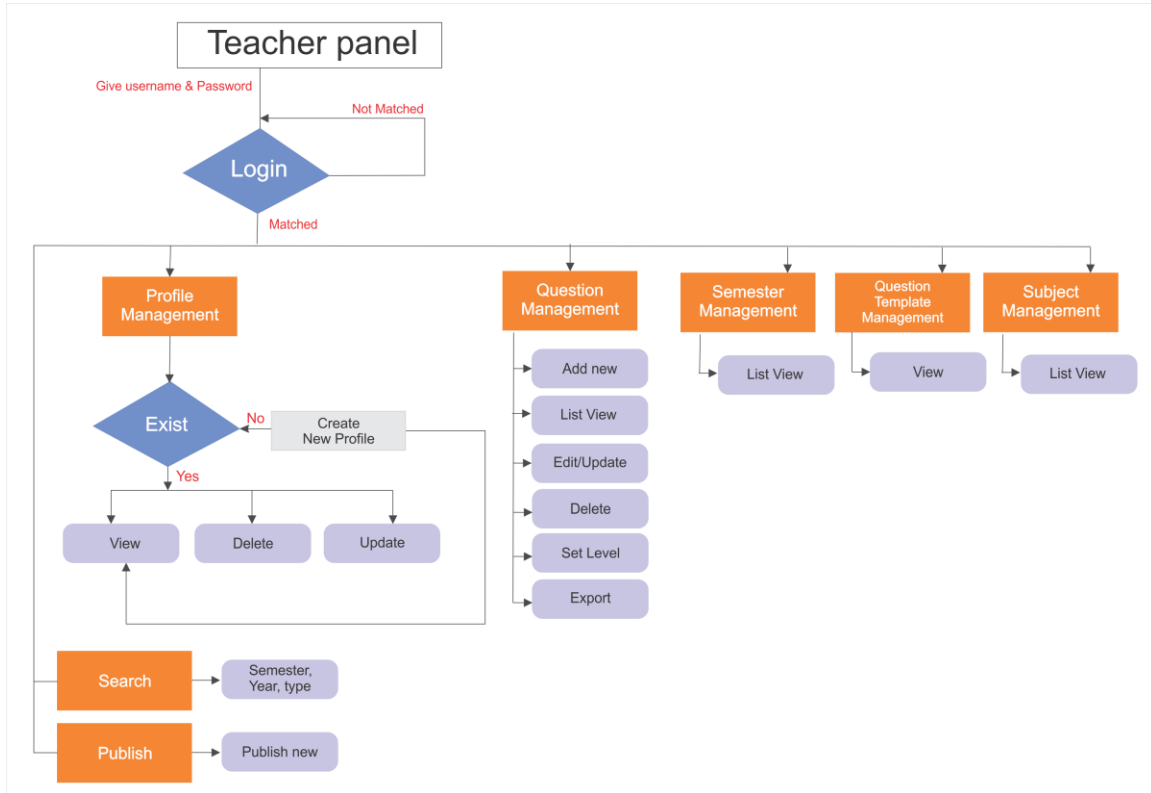 Teacher panel
Give username & Password
Not Matched
Login
Matched
Profile
Management
Question
Management
Semester
Management
Question
Template
Management
Subject
Management
Add new
List View
View
List View
List View
Exist
No
Create
New Profile
Edit/Update
Yes
Delete
View
Delete
Update
Set Level
Export
Search
Semester,
Year, type
Publish
Publish new